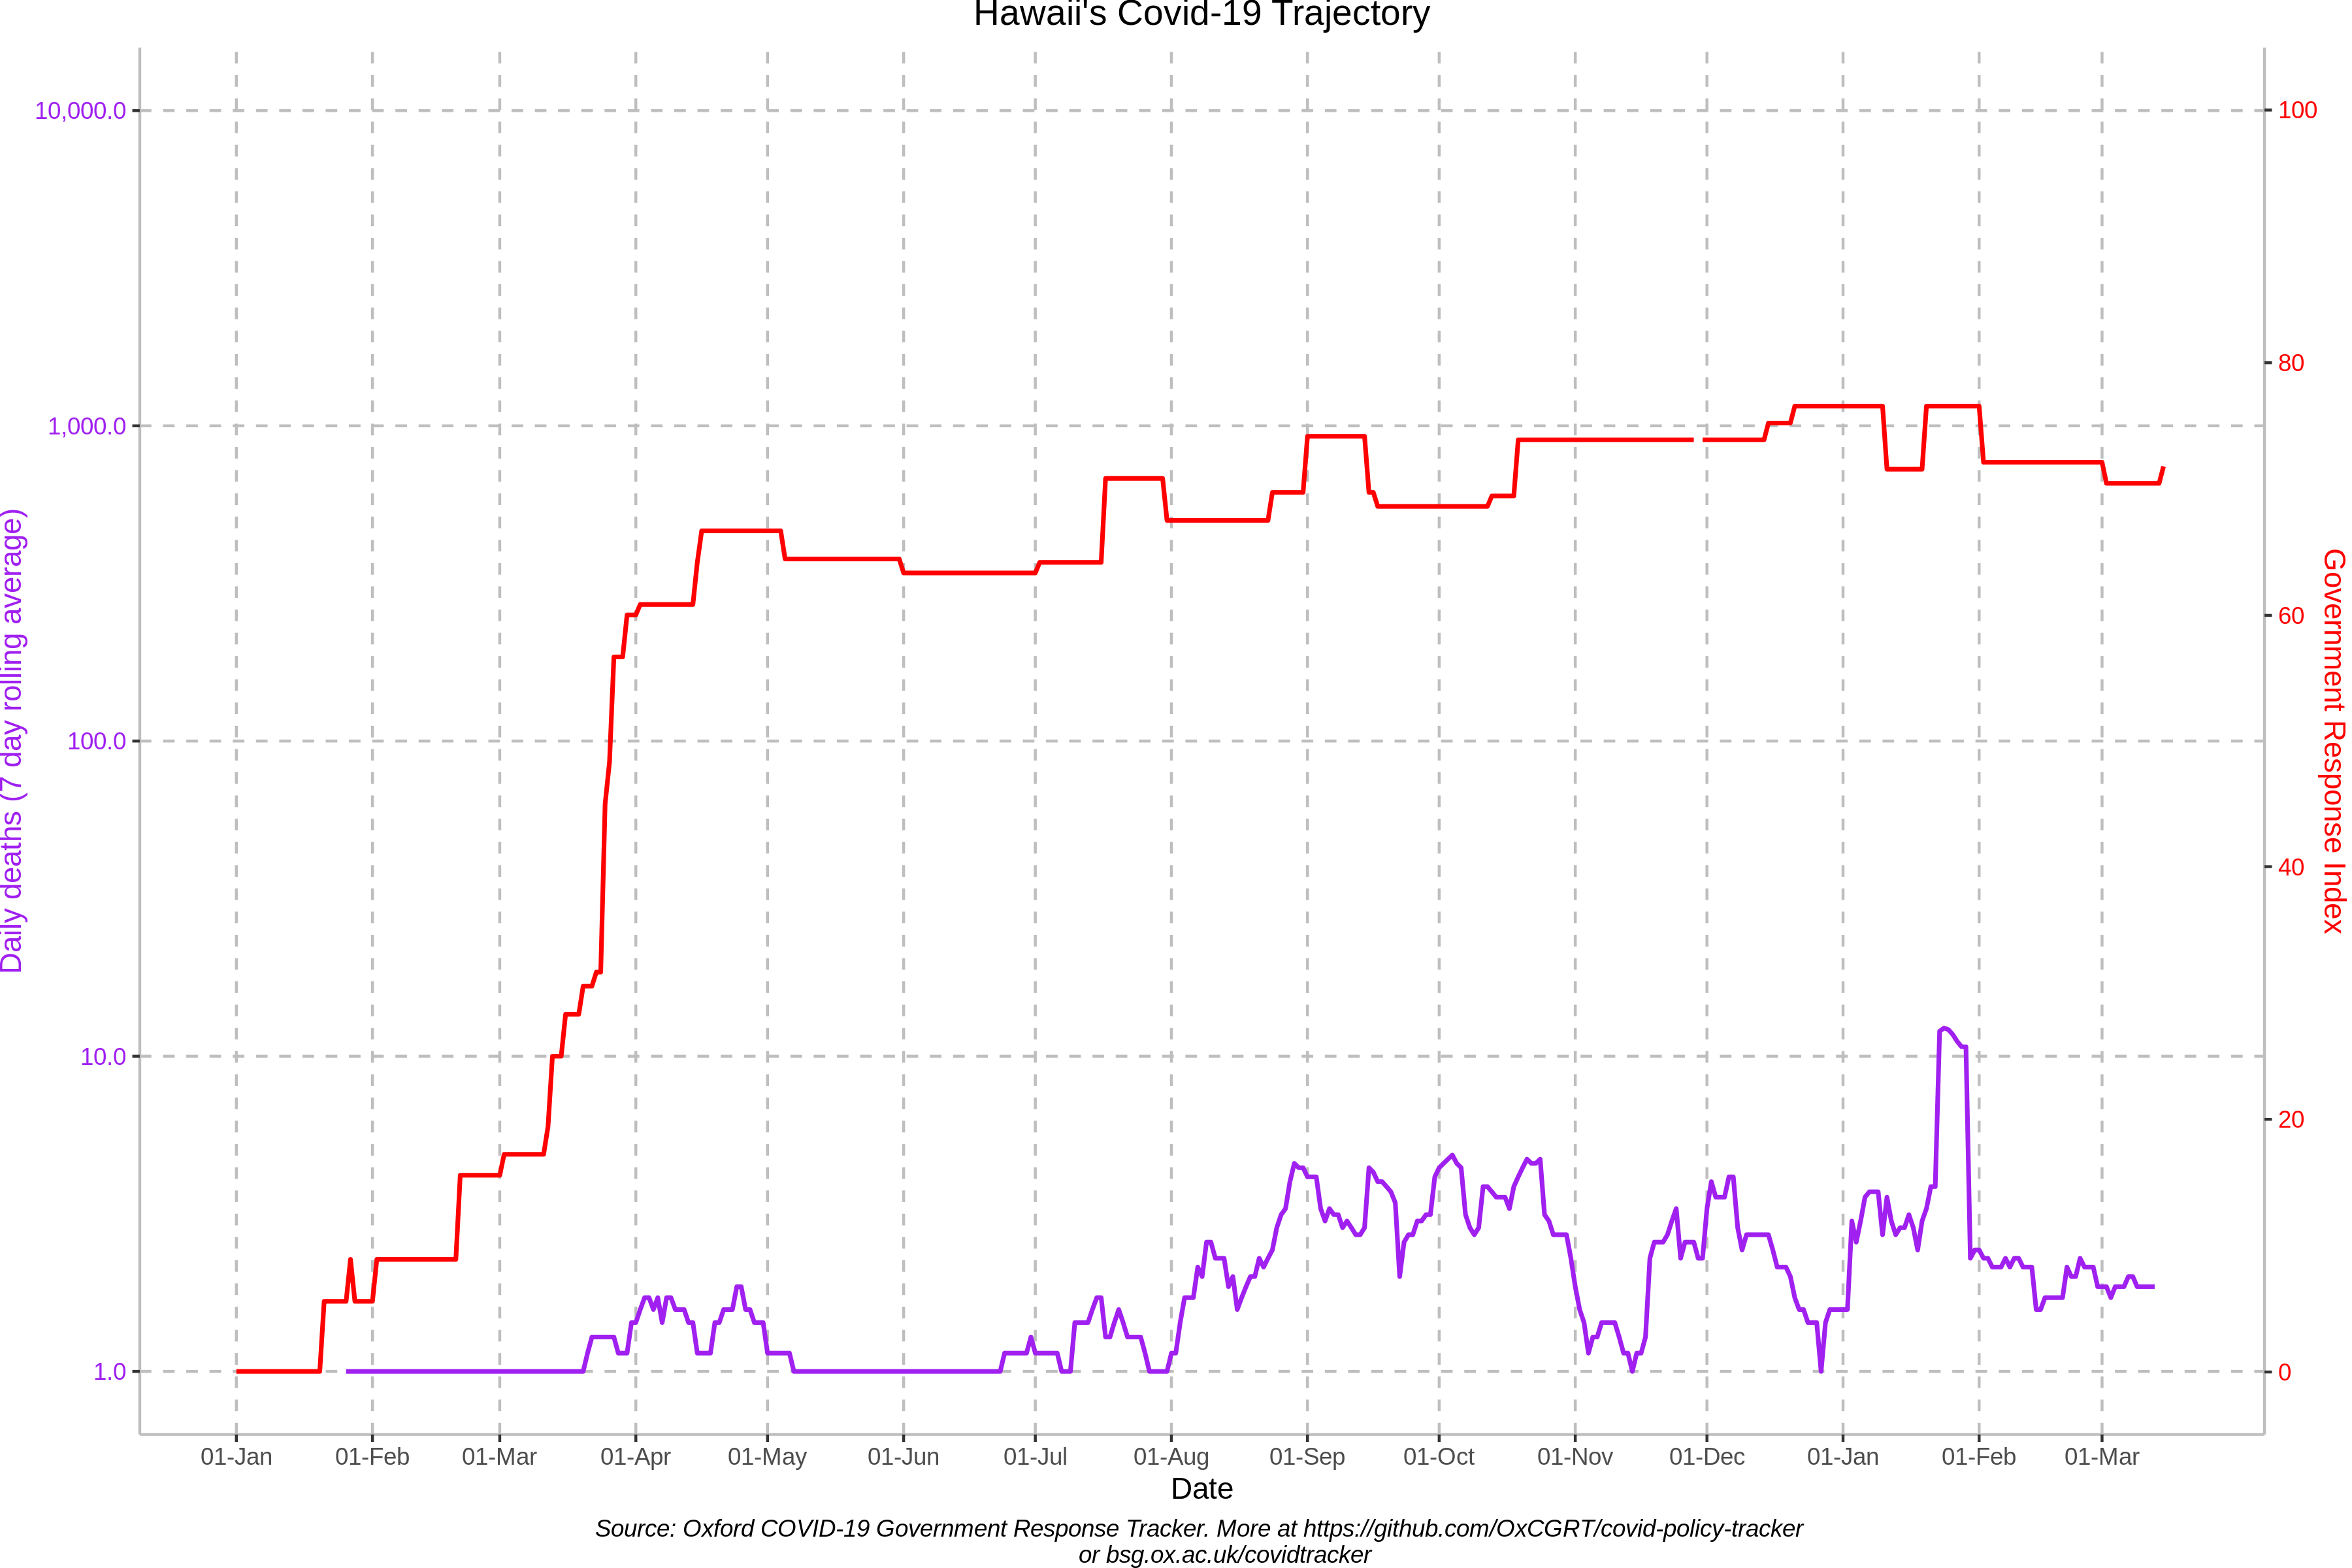 Hawaii's Covid-19 Trajectory
10,000.0
1,000.0
100.0
10.0
1.0
Daily deaths (7 day rolling average)
100
80
60
40
20
0
Government Response Index
01-Jan 01-Feb 01-Mar 01-Apr 01-May 01-Jun 01-Jul 01-Aug 01-Sep 01-Oct 01-Nov 01-Dec 01-Jan 01-Feb 01-Mar
Date
Source: Oxford COVID-19 Government Response Tracker. More at https://github.com/OxCGRT/covid-policy-tracker
or bsg.ox.ac.uk/covidtracker